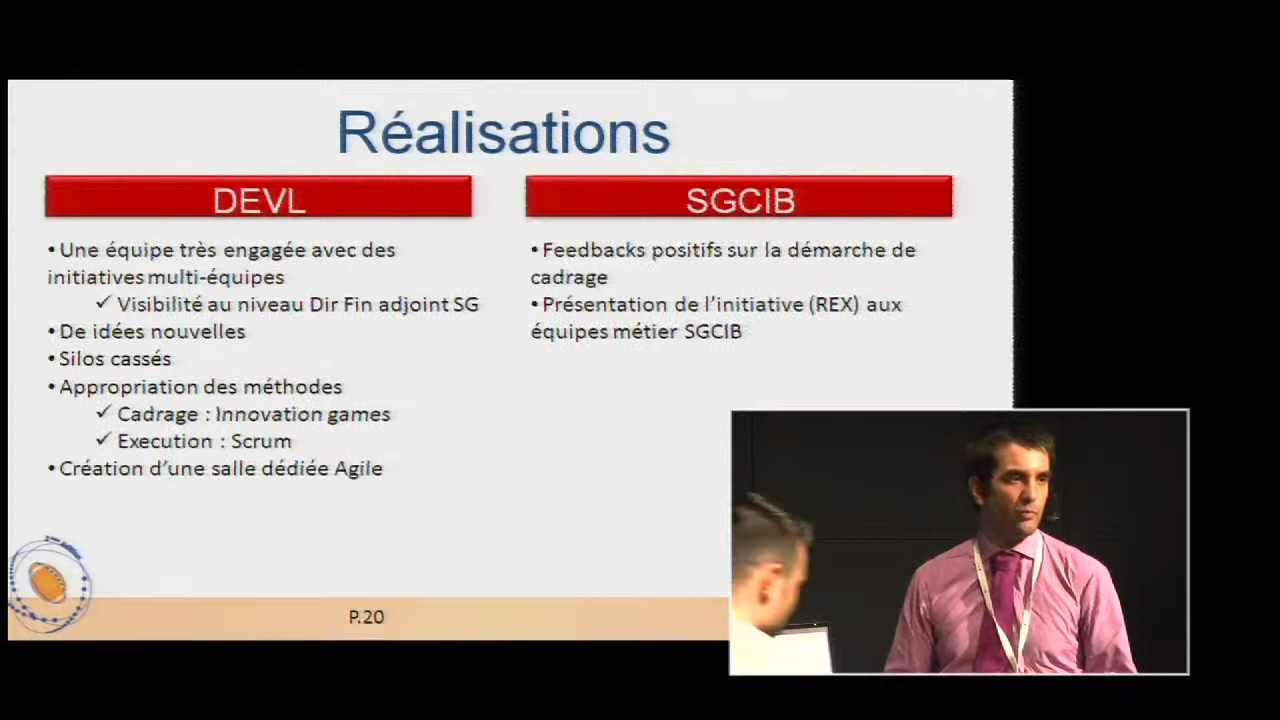 Réalisations
DEVL
• Une équipe très engagée avec des
initiatives multi-équipes
✓ Visibilité au niveau Dir Fin adjoint SG
• De idées nouvelles
• Silos cassés
• Appropriation des méthodes
✓ Cadrage : Innovation games
✓ Execution : Scrum
• Création d’une salle dédiée Agile
SGCIB
• Feedbacks positifs sur la démarche de
cadrage
• Présentation de l’initiative (REX) aux
équipes métier SGCIB
P.20